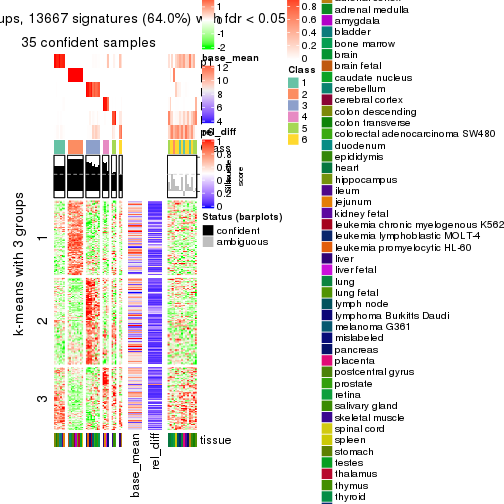 ups, 13667 signatures (64.0%) with fdr < 0.05
35 confident samples
1
-2
base_mean
12
10
8
6
4
rel_diff
1
0.8
0.6
0.4
0.2
0
Silhouette
score
Status (barplots)
confident
ambiguous
0.8
0.6
0.4
0.2
0
Class
1
2
3
4
5
6
k-means with 3 groups
1
2
3
base_mean
rel_diff
tissue
adrenal medulla
amygdala
bladder
bone marrow
brain
brain fetal
caudate nucleus
cerebellum
cerebral cortex
colon descending
colon transverse
colorectal adenocarcinoma SW480
duodenum
epididymis
heart
hippocampus
ileum
jejunum
kidney fetal
leukemia chronic myelogenous K562
leukemia lymphoblastic MOLT-4
leukemia promyelocytic HL-60
liver
liver fetal
lung
lung fetal
lymph node
lymphoma Burkitts Daudi
melanoma G361
mislabeled
pancreas
placenta
postcentral gyrus
prostate
retina
salivary gland
skeletal muscle
spinal cord
spleen
stomach
testes
thalamus
thymus
thyroid